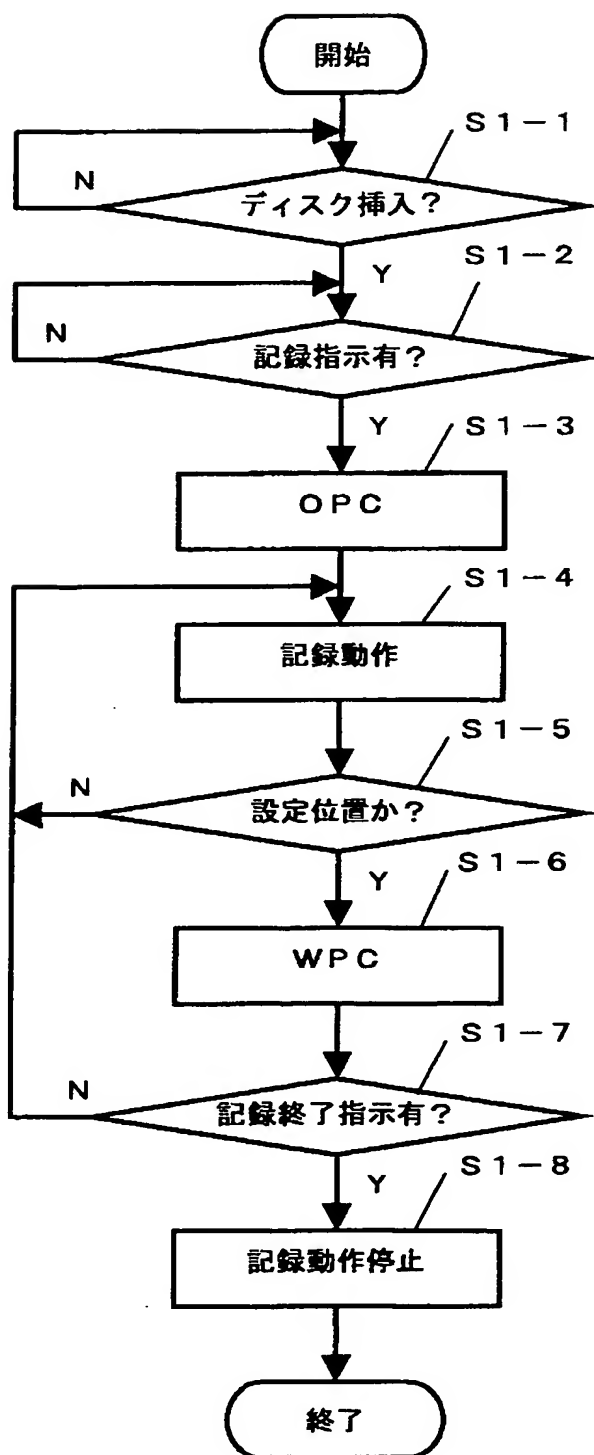 開始
S1-1
N
ディスク挿入?
Y
S1-2
N
記録指示有?
Y
S1-3
OPC
S1-4
記録動作
S1-5
N
設定位置か?
Y
S1-6
WPC
S1-7
N
記録終了指示有?
Y
S1-8
記録動作停止
終了